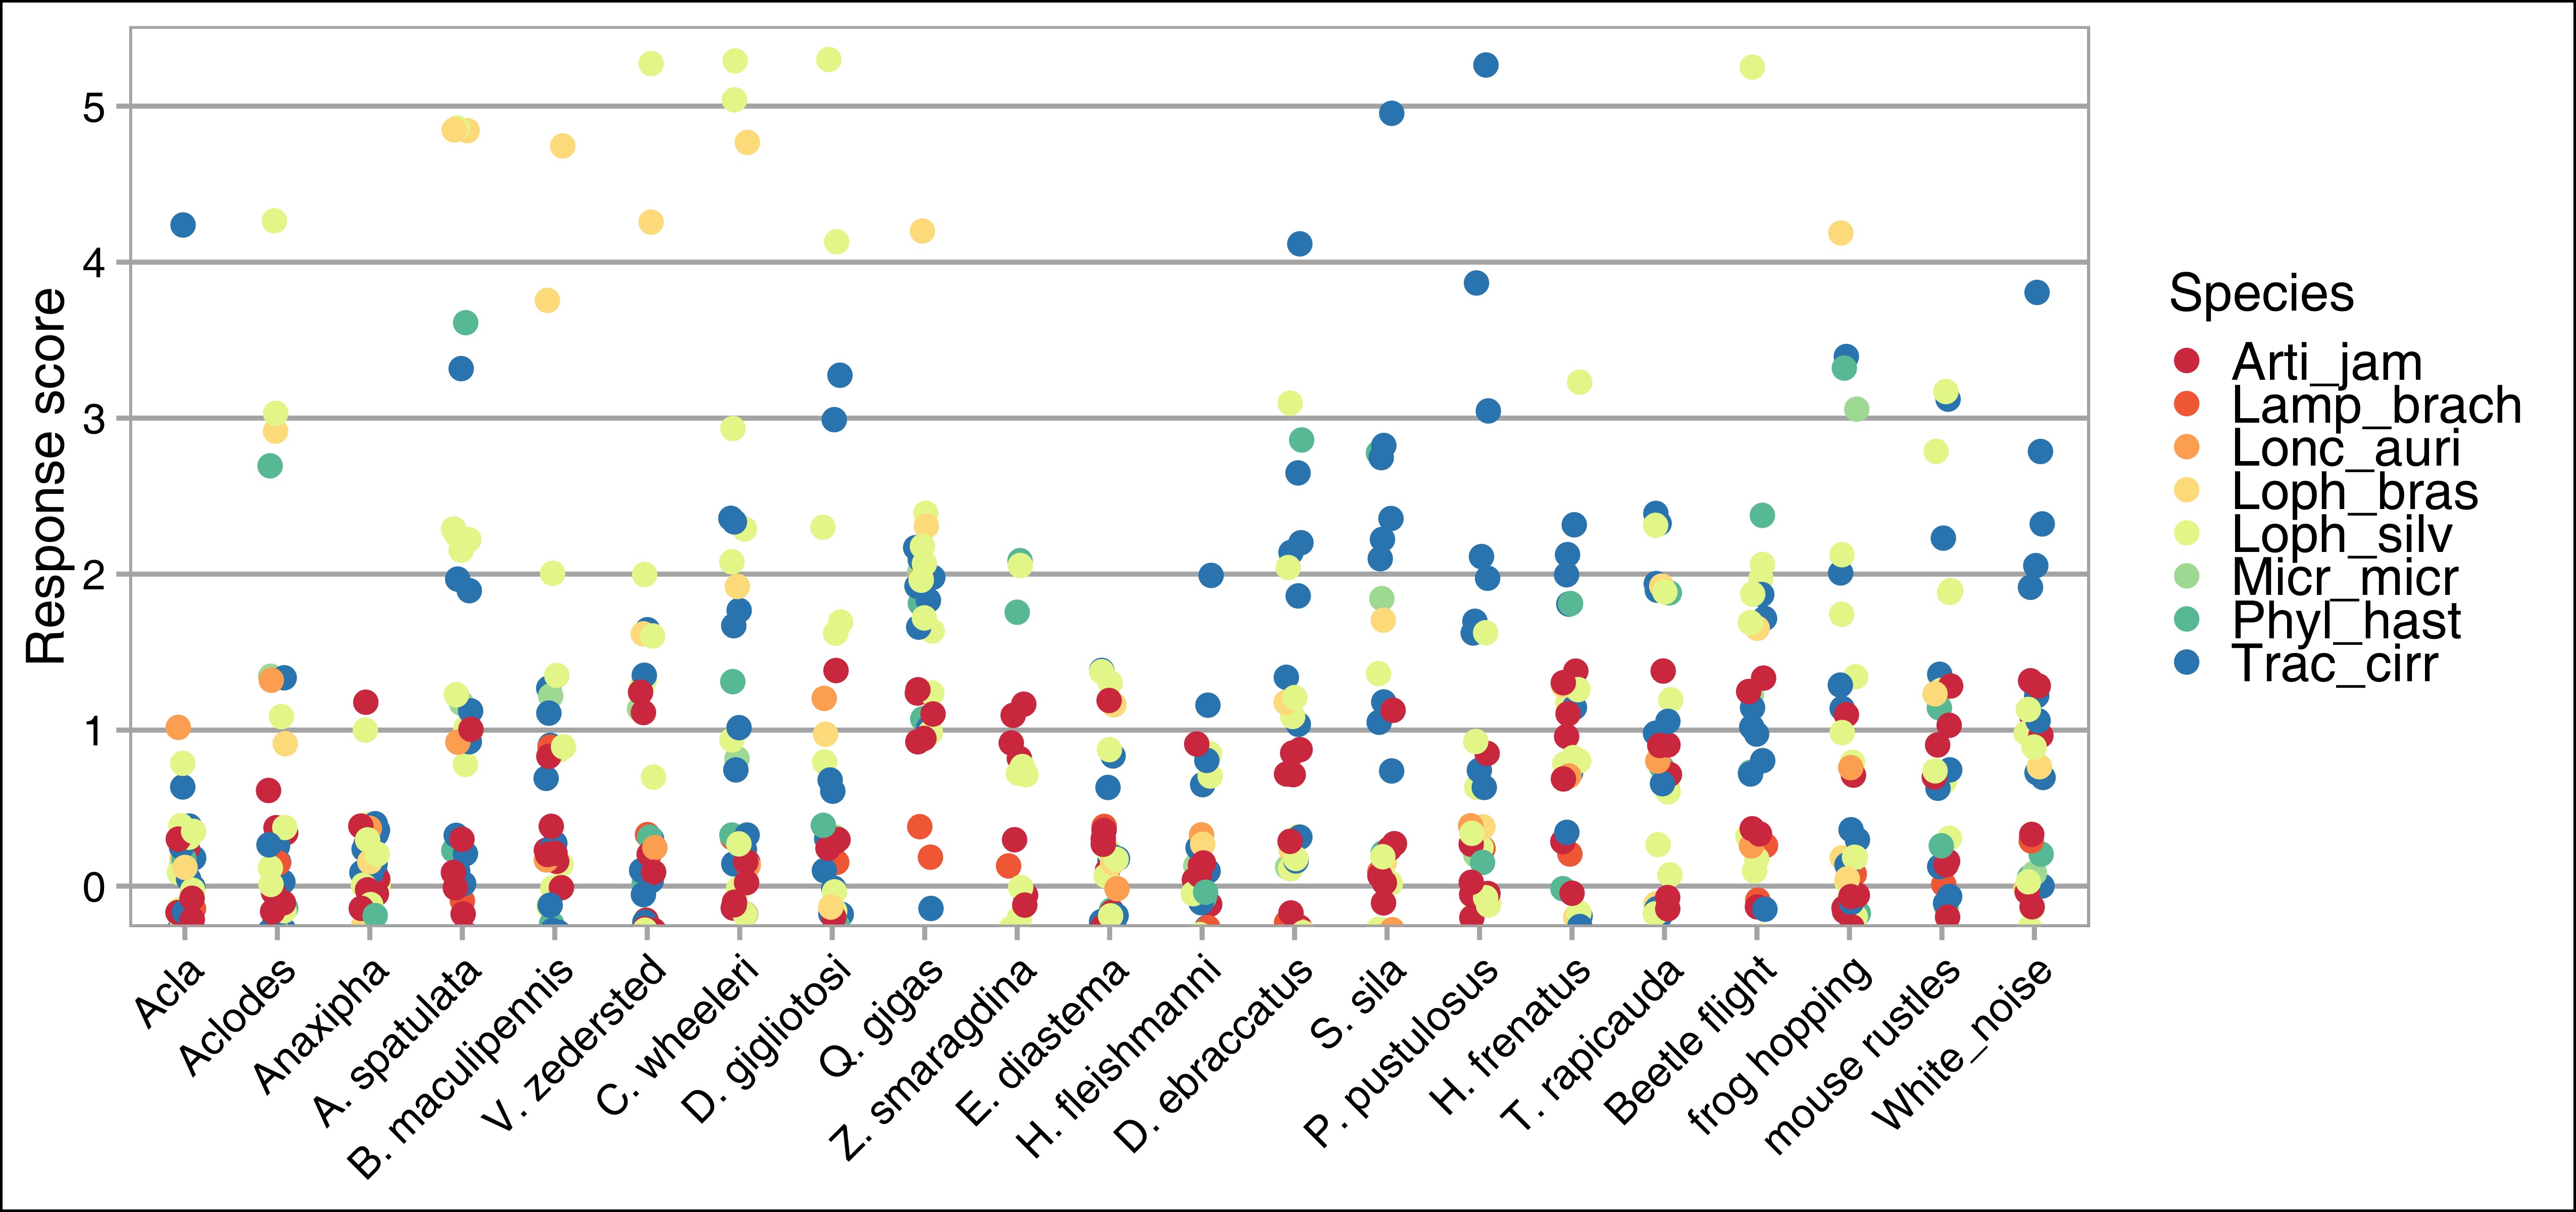 Response score
5
4
3
2
1
0
Acla
Aclodes
Anaxipha
A. spatulata
B. maculipennis
V. zedersted
C. wheeleri
D. gigliotosi
Q. gigas
Z. smaragdina
E. diastema
H. fleishmanni
D. ebraccatus
S. sila
P. pustulosus
H. frenatus
T. rapicauda
Beetle flight
frog hopping
mouse rustles
White_noise
Species
Arti_jam
Lamp_brach
Lonc_auri
Loph_bras
Loph_silv
Micr_micr
Phyl_hast
Trac_cirr